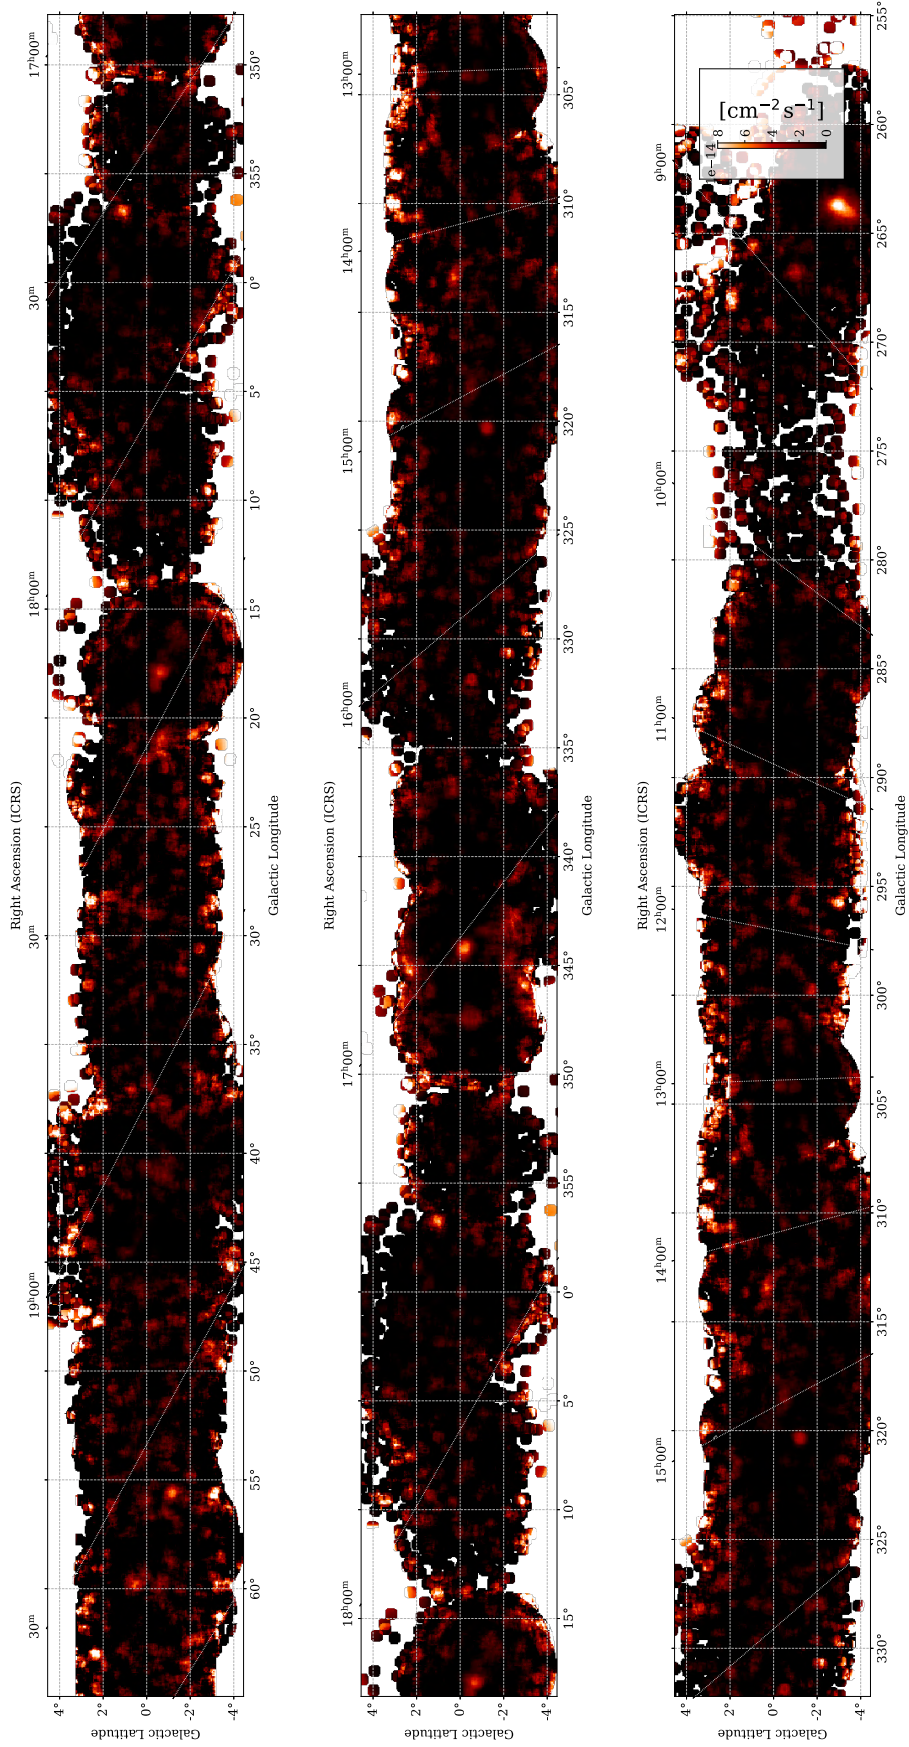 Right Ascension (ICRS)
30ᵐ 19ʰ00ᵐ 30ᵐ 18ʰ00ᵐ 30ᵐ 17ʰ00ᵐ
4°
2°
0°
-2°
-4°
Galactic Latitude
60° 55° 50° 45° 40° 35° 30° 25° 20° 15° 10° 5° 0° 355° 350°
Galactic Longitude
Right Ascension (ICRS)
18ʰ00ᵐ 17ʰ00ᵐ 16ʰ00ᵐ 15ʰ00ᵐ 14ʰ00ᵐ 13ʰ00ᵐ
4°
2°
0°
-2°
-4°
Galactic Latitude
15° 10° 5° 0° 355° 350° 345° 340° 335° 330° 325° 320° 315° 310° 305°
Galactic Longitude
Right Ascension (ICRS)
15ʰ00ᵐ 14ʰ00ᵐ 13ʰ00ᵐ 12ʰ00ᵐ 11ʰ00ᵐ 10ʰ00ᵐ 9ʰ00ᵐ
4°
2°
0°
-2°
-4°
Galactic Latitude
330° 325° 320° 315° 310° 305° 300° 295° 290° 285° 280° 275° 270° 265° 260° 255°
Galactic Longitude
[cm⁻² s⁻¹]
1e−14
8 6 4 2 0